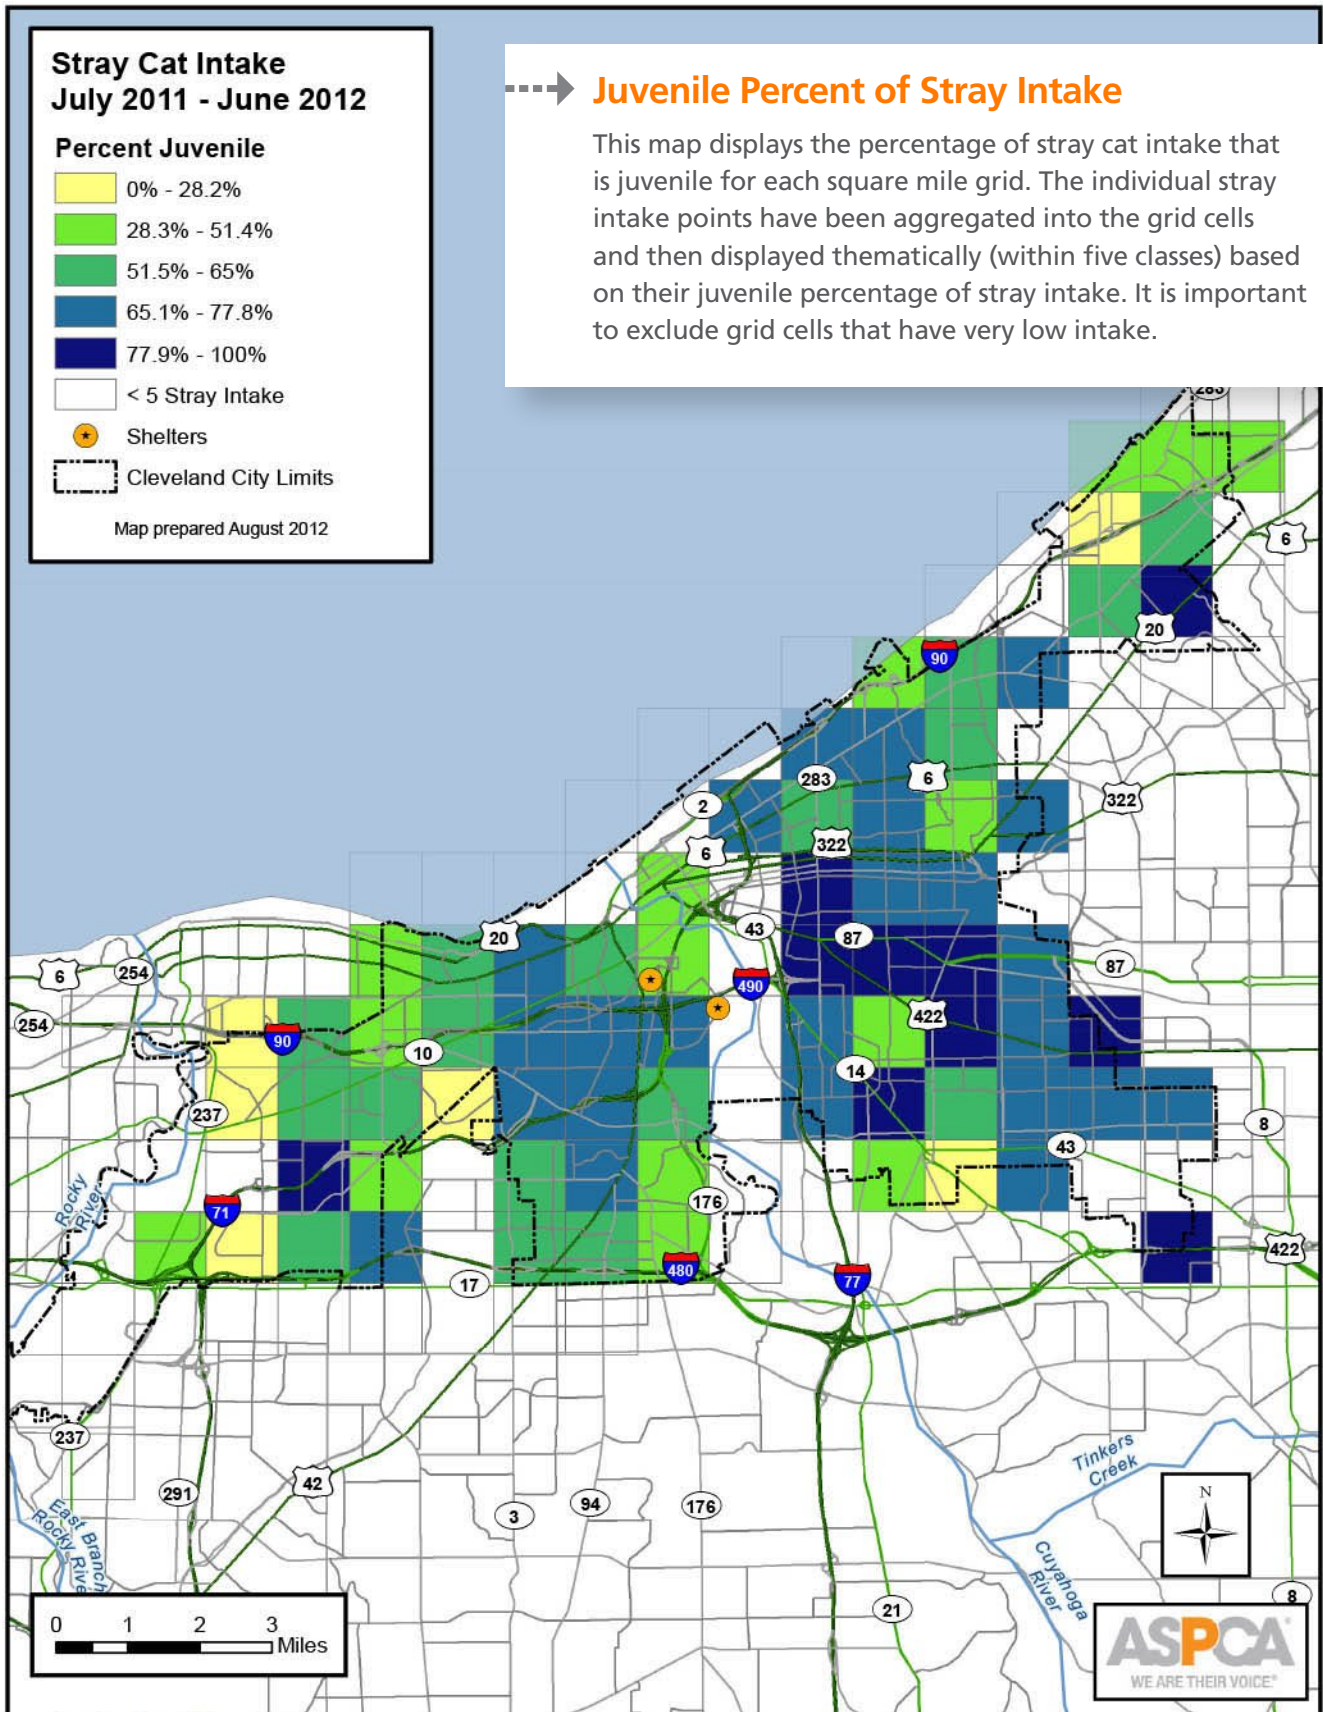 Stray Cat Intake
July 2011 - June 2012
Percent Juvenile
0% - 28.2%
28.3% - 51.4%
51.5% - 65%
65.1% - 77.8%
77.9% - 100%
< 5 Stray Intake
Shelters
Cleveland City Limits
Map prepared August 2012
Juvenile Percent of Stray Intake
This map displays the percentage of stray cat intake that
is juvenile for each square mile grid. The individual stray
intake points have been aggregated into the grid cells
and then displayed thematically (within five classes) based
on their juvenile percentage of stray intake. It is important
to exclude grid cells that have very low intake.
283
6
20
90
283
6
322
2
6
322
20
43
87
87
6
254
490
254
90
422
10
14
237
8
43
Rocky
River
176
71
422
480
77
17
237
42
291
3
94
176
Tinkers
Creek
N
East Branch
Rocky River
Cuyahoga
River
21
8
0 1 2 3
Miles
ASPCA®
WE ARE THEIR VOICE®